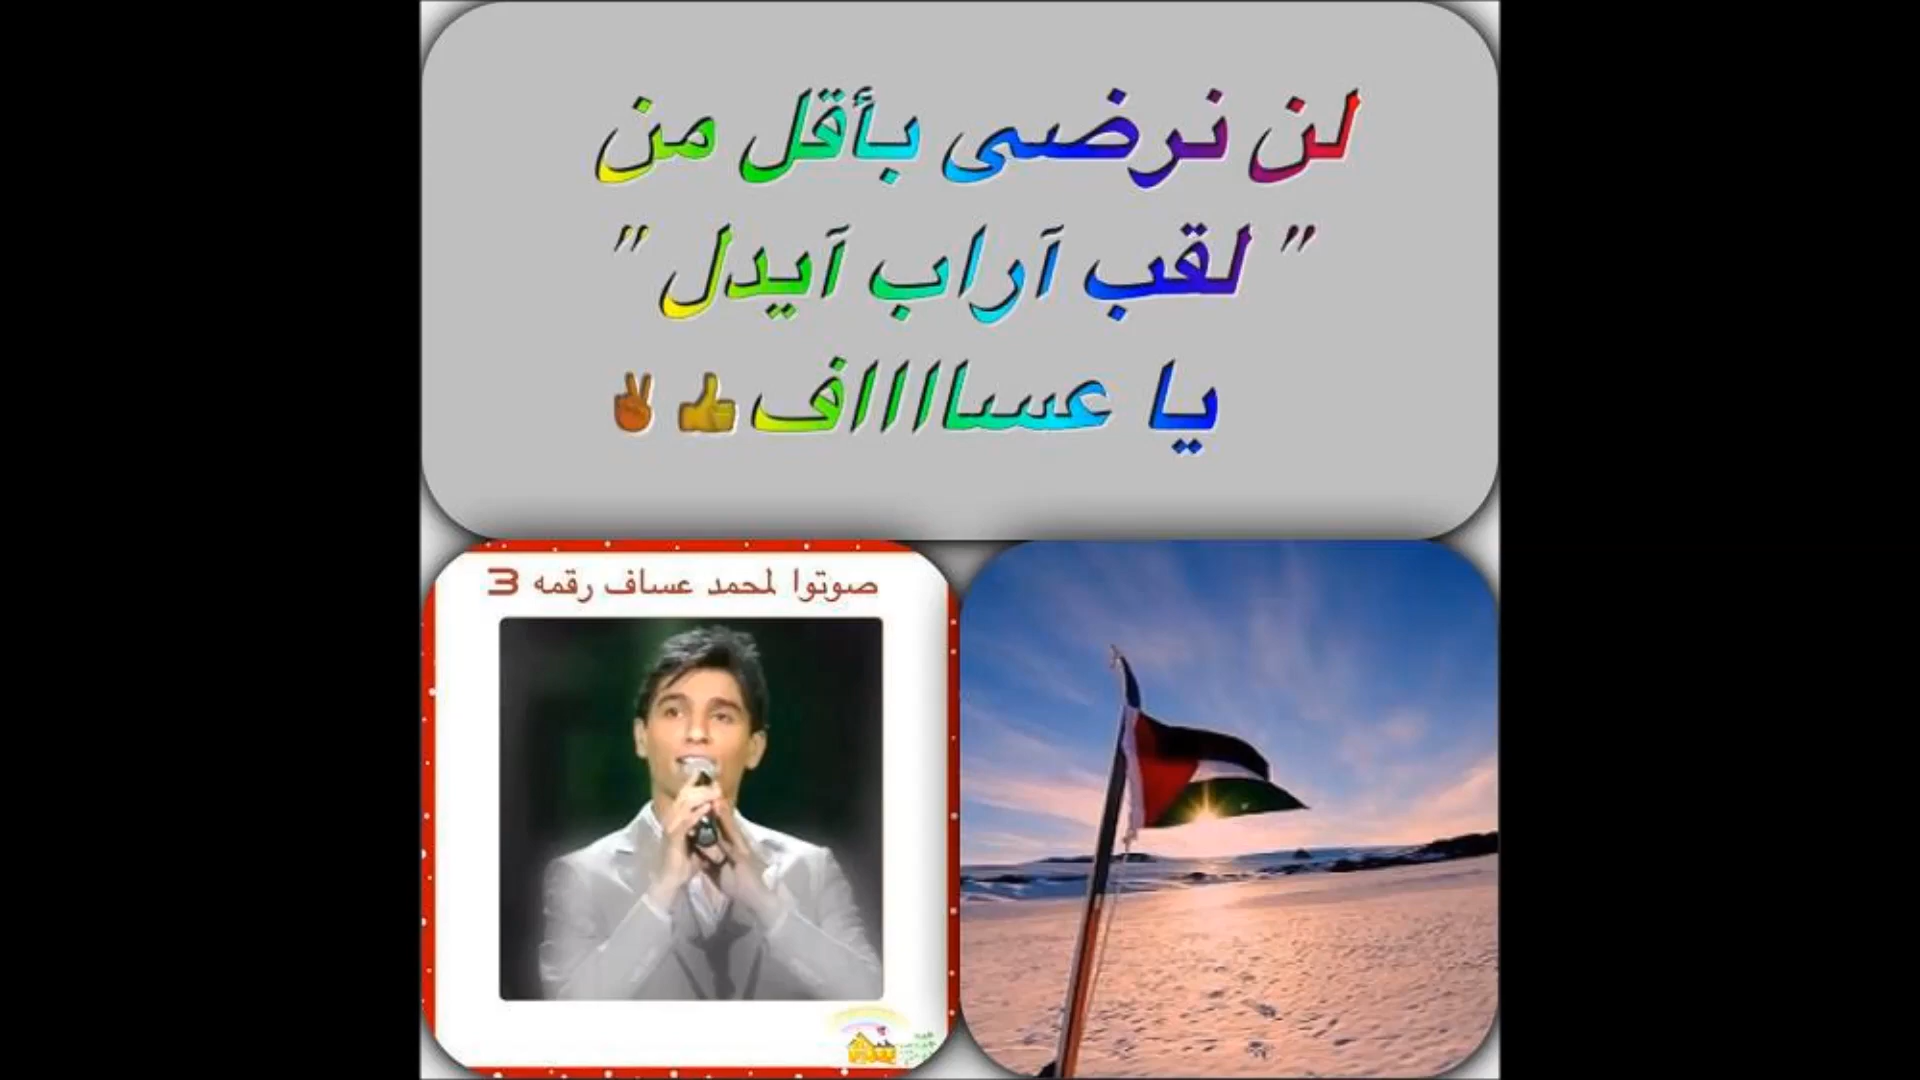 لن نرضى بأقل من
" لقب آراب آيدل "
يا عسااااف👍✌
صوتوا لمحمد عساف رقمه 3